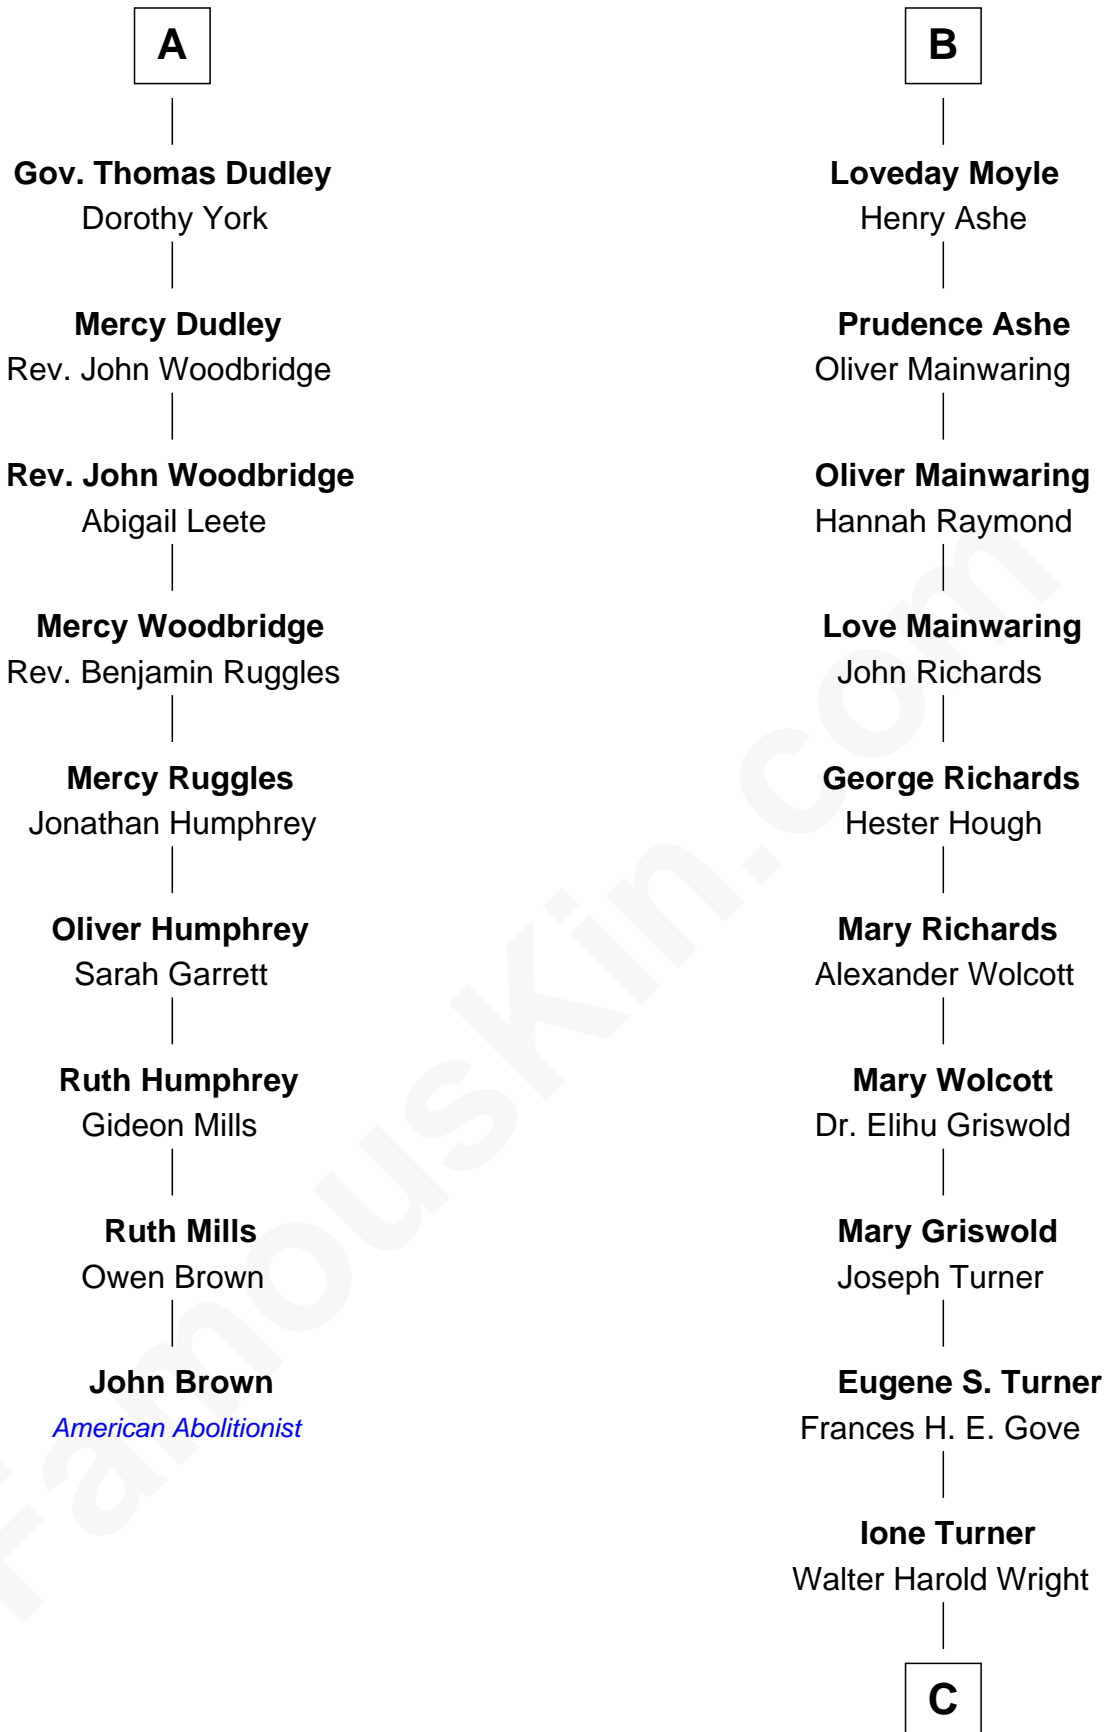 A
Gov. Thomas Dudley
Dorothy York
Mercy Dudley
Rev. John Woodbridge
Rev. John Woodbridge
Abigail Leete
Mercy Woodbridge
Rev. Benjamin Ruggles
Mercy Ruggles
Jonathan Humphrey
Oliver Humphrey
Sarah Garrett
Ruth Humphrey
Gideon Mills
Ruth Mills
Owen Brown
John Brown
American Abolitionist
B
Loveday Moyle
Henry Ashe
Prudence Ashe
Oliver Mainwaring
Oliver Mainwaring
Hannah Raymond
Love Mainwaring
John Richards
George Richards
Hester Hough
Mary Richards
Alexander Wolcott
Mary Wolcott
Dr. Elihu Griswold
Mary Griswold
Joseph Turner
Eugene S. Turner
Frances H. E. Gove
Ione Turner
Walter Harold Wright
C
FamousKin.com